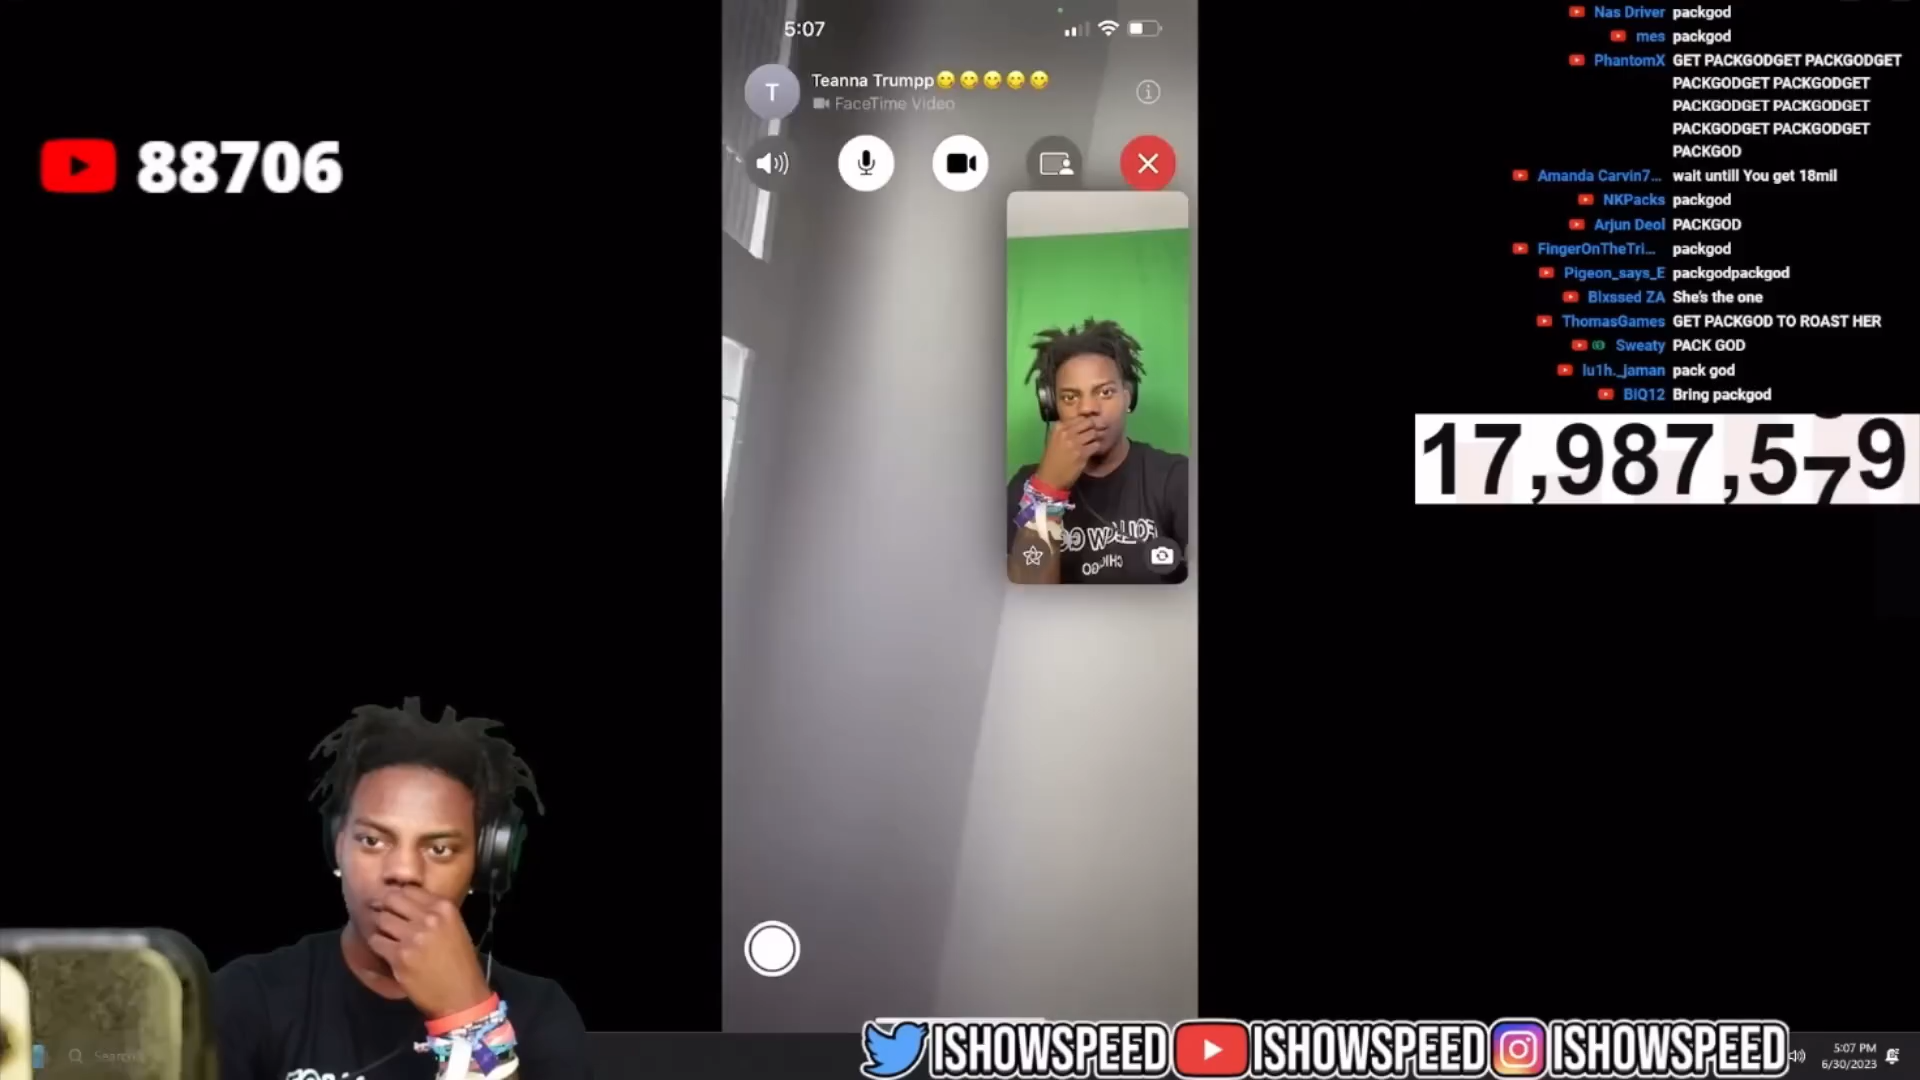 88706
5:07
T
Teanna Trumpp😋😋😋😋😋
FaceTime Video
Nas Driver packgod
mes packgod
PhantomX GET PACKGODGET PACKGODGET
PACKGODGET PACKGODGET
PACKGODGET PACKGODGET
PACKGODGET PACKGODGET
PACKGOD
Amanda Carvin7... wait untill You get 18mil
NKPacks packgod
Arjun Deol PACKGOD
FingerOnTheTri... packgod
Pigeon_says_E packgodpackgod
Blxssed ZA She's the one
ThomasGames GET PACKGOD TO ROAST HER
Sweaty PACK GOD
lu1h._jaman pack god
BIQ12 Bring packgod
17,987,579
Search
ISHOWSPEED ISHOWSPEED ISHOWSPEED
5:07 PM
6/30/2023